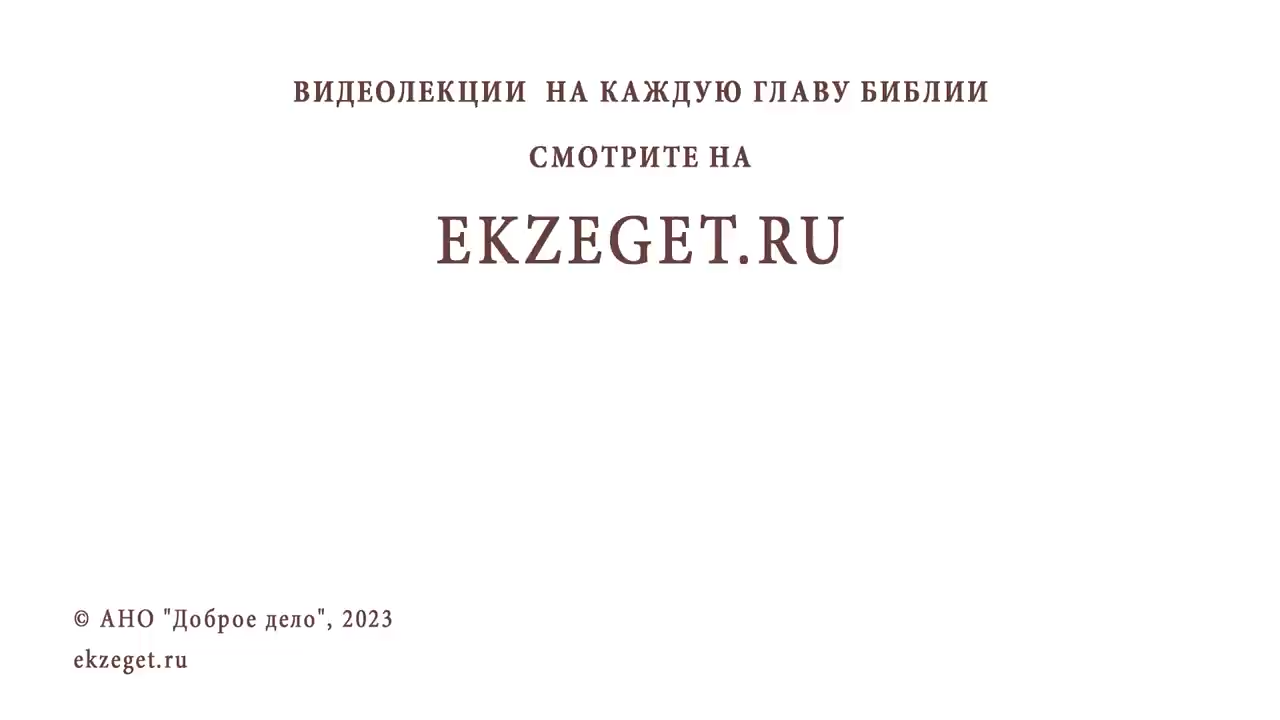 ВИДЕОЛЕКЦИИ НА КАЖДУЮ ГЛАВУ БИБЛИИ
СМОТРИТЕ НА
EKZEGET.RU
© АНО "Доброе дело", 2023
ekzeget.ru